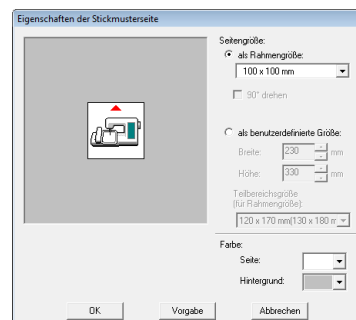 Eigenschaften der Stickmusterseite
Seitengröße:
als Rahmengröße:
100 x 100 mm
90° drehen
als benutzerdefinierte Größe:
Breite: 230 mm
Höhe: 330 mm
Teilbereichsgröße
(für Rahmengröße):
120 x 170 mm(130 x 180 m
Farbe:
Seite:
Hintergrund:
OK Vorgabe Abbrechen